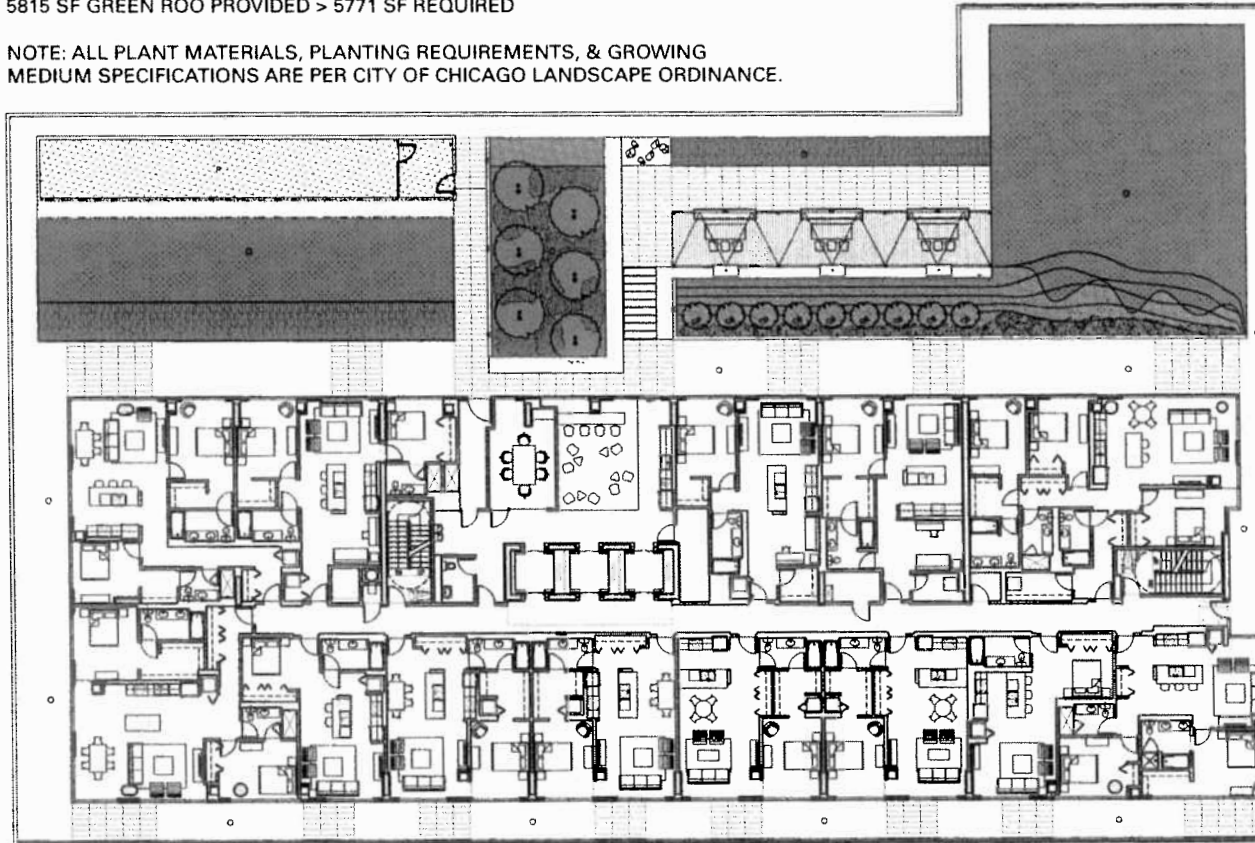 5815 SF GREEN ROO PROVIDED > 5771 SF REQUIRED
NOTE: ALL PLANT MATERIALS, PLANTING REQUIREMENTS, & GROWING
MEDIUM SPECIFICATIONS ARE PER CITY OF CHICAGO LANDSCAPE ORDINANCE.